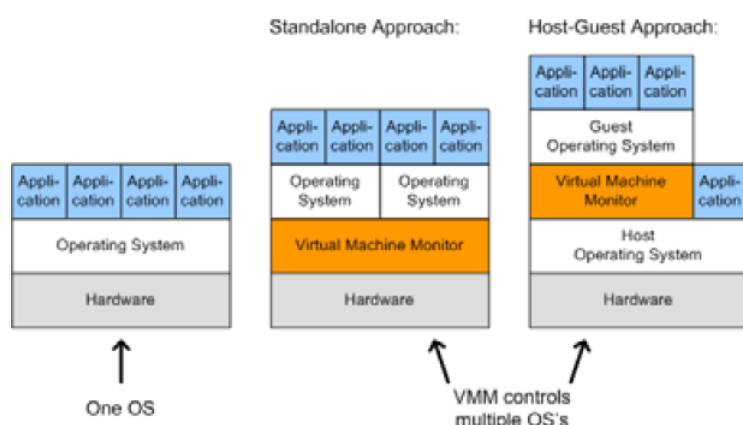 Standalone Approach:
Host-Guest Approach:
Appli-
cation
Appli-
cation
Appli-
cation
Appli-
cation
Operating System
Hardware
One OS
Appli-
cation
Appli-
cation
Appli-
cation
Appli-
cation
Operating
System
Operating
System
Virtual Machine Monitor
Hardware
Appli-
cation
Appli-
cation
Appli-
cation
Guest
Operating System
Virtual Machine
Monitor
Appli-
cation
Host
Operating System
Hardware
VMM controls
multiple OS`s